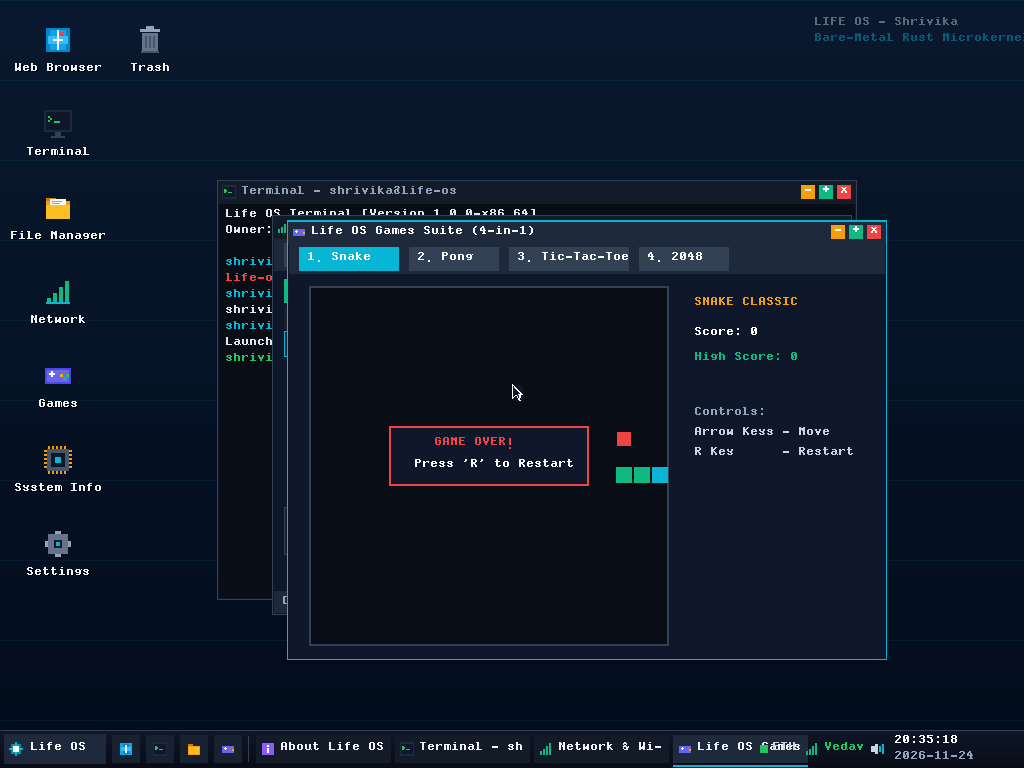 LIFE OS - Shrivika
Bare-Metal Rust Microkerne
Web Browser
Trash
Terminal
File Manager
Network
Games
System Info
Settings
Terminal - shrivika@life-os
Life OS Terminal [Version 1.0.0-x86_64]
Owner:
shrivi
life-o
shrivi
shrivi
shrivi
Launch
shrivi
Life OS Games Suite (4-in-1)
1. Snake
2. Pong
3. Tic-Tac-Toe
4. 2048
SNAKE CLASSIC
Score: 0
High Score: 0
Controls:
Arrow Keys - Move
R Key - Restart
GAME OVER!
Press 'R' to Restart
Life OS
About Life OS
Terminal - sh
Network & Wi-
Life OS Games
Vedav
20:35:18
2026-11-24